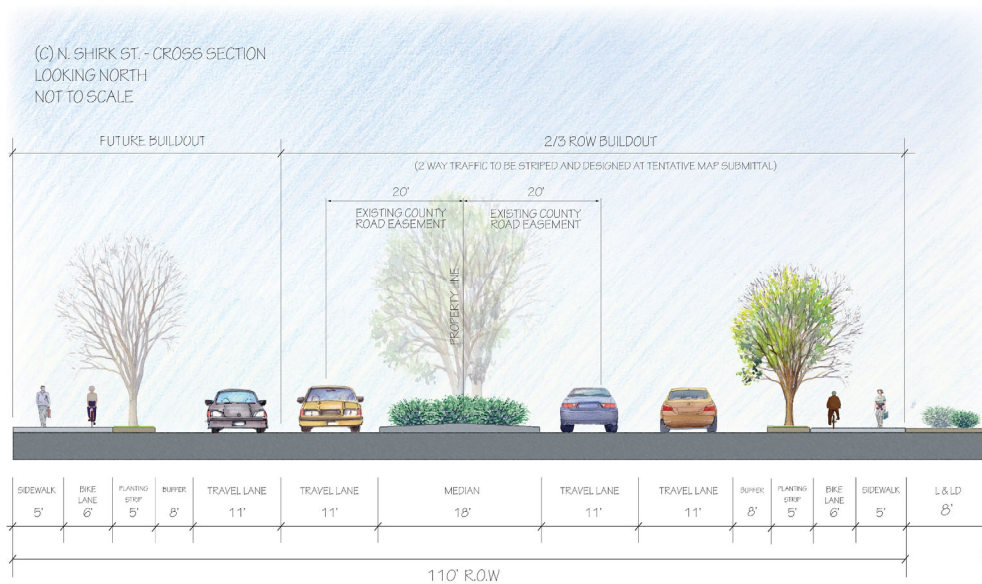 (C) N. SHIRK ST. - CROSS SECTION
LOOKING NORTH
NOT TO SCALE
FUTURE BUILDOUT
2/3 ROW BUILDOUT
(2 WAY TRAFFIC TO BE STRIPED AND DESIGNED AT TENTATIVE MAP SUBMITTAL)
20'
20'
EXISTING COUNTY
ROAD EASEMENT
EXISTING COUNTY
ROAD EASEMENT
PROPERTY LINE
SIDEWALK
5'
BIKE
LANE
6'
PLANTING
STRIP
5'
BUFFER
8'
TRAVEL LANE
11'
TRAVEL LANE
11'
MEDIAN
18'
TRAVEL LANE
11'
TRAVEL LANE
11'
BUFFER
8'
PLANTING
STRIP
5'
BIKE
LANE
6'
SIDEWALK
5'
L & LD
8'
110' R.O.W